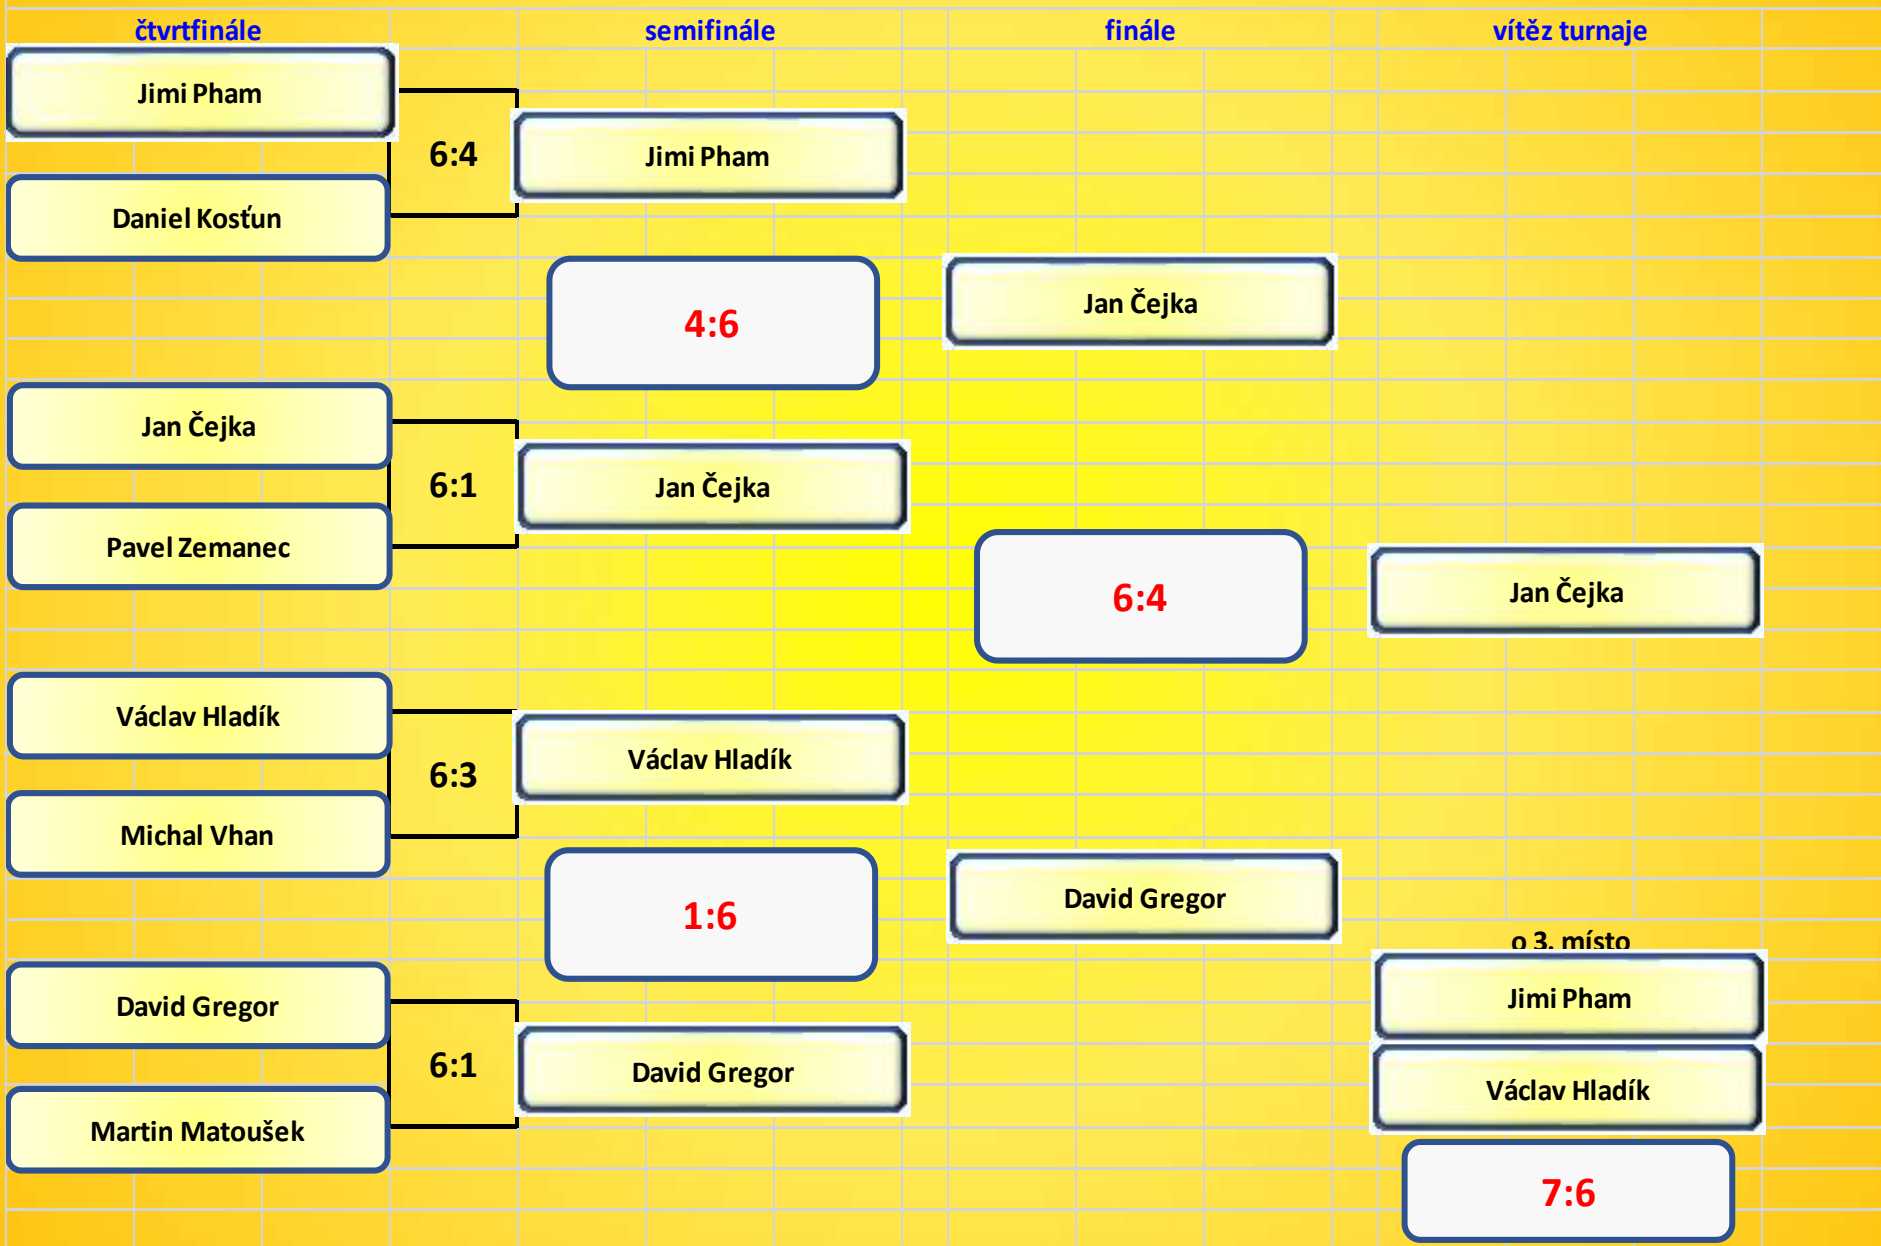 čtvrtfinále
semifinále
finále
vítěz turnaje
Jimi Pham
6:4
Jimi Pham
Daniel Kosťun
4:6
Jan Čejka
Jan Čejka
6:1
Jan Čejka
Pavel Zemanec
6:4
Jan Čejka
Václav Hladík
6:3
Václav Hladík
Michal Vhan
1:6
David Gregor
o 3. místo
David Gregor
6:1
David Gregor
Jimi Pham
Martin Matoušek
Václav Hladík
7:6